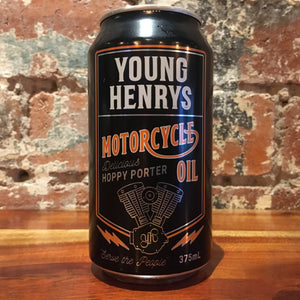 YOUNG
HENRYS
MOTORCYCLE
Delicious
HOPPY PORTER
OIL
"Serve the People"
375mL